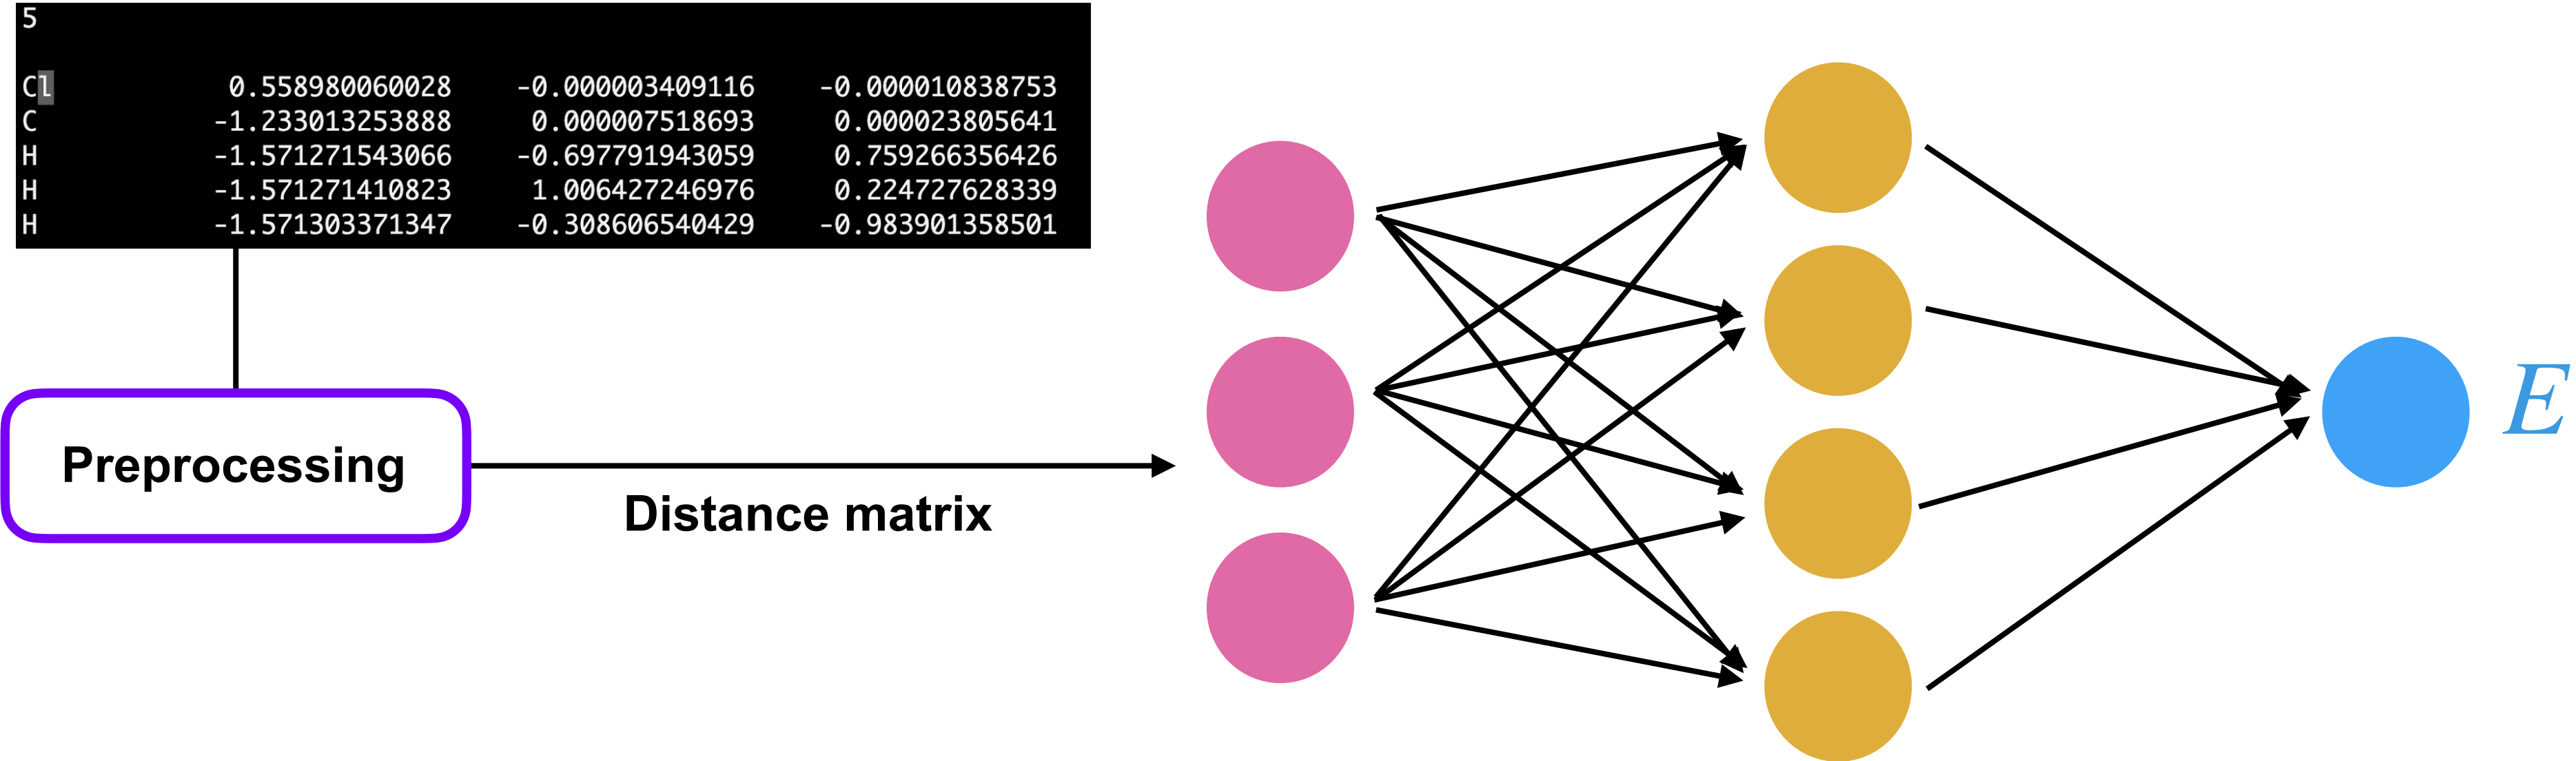 5
Cl 0.558980060028 -0.000003409116 -0.000010838753
C -1.233013253888 0.000007518693 0.000023805641
H -1.571271543066 -0.697791943059 0.759266356426
H -1.571271410823 1.006427246976 0.224727628339
H -1.571303371347 -0.308606540429 -0.983901358501
Preprocessing
Distance matrix
E